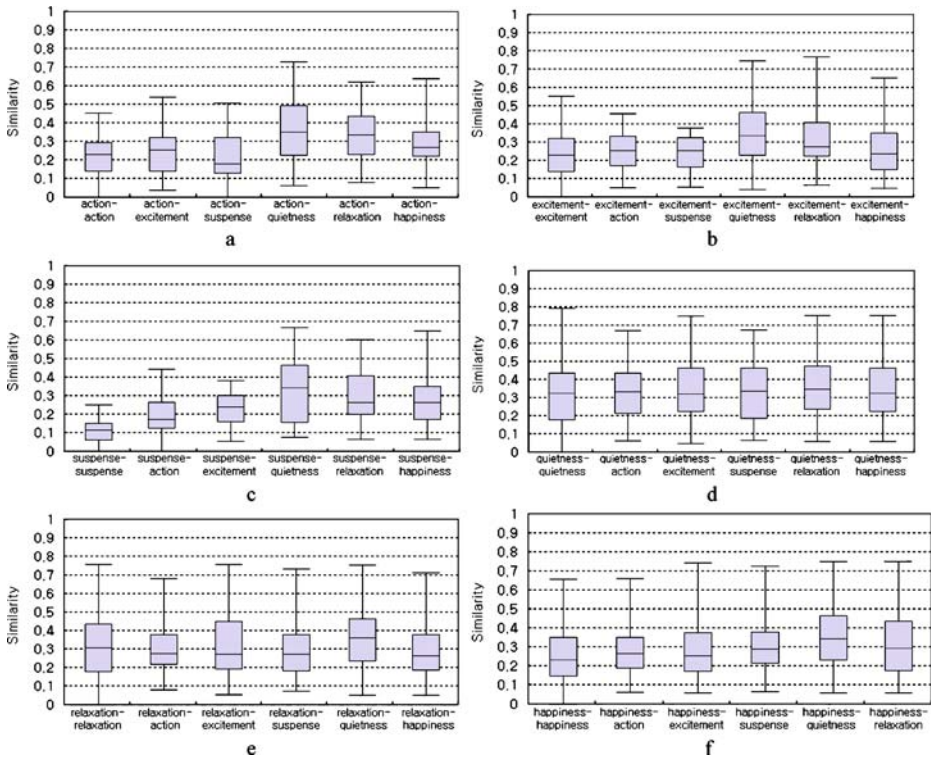 1
0.9
0.8
0.7
0.6
0.5
0.4
0.3
0.2
0.1
0
Similarity
action-action
action-excitement
action-suspense
action-quietness
action-relaxation
action-happiness
a
1
0.9
0.8
0.7
0.6
0.5
0.4
0.3
0.2
0.1
0
Similarity
excitement-excitement
excitement-action
excitement-suspense
excitement-quietness
excitement-relaxation
excitement-happiness
b
1
0.9
0.8
0.7
0.6
0.5
0.4
0.3
0.2
0.1
0
Similarity
suspense-suspense
suspense-action
suspense-excitement
suspense-quietness
suspense-relaxation
suspense-happiness
c
1
0.9
0.8
0.7
0.6
0.5
0.4
0.3
0.2
0.1
0
Similarity
quietness-quietness
quietness-action
quietness-excitement
quietness-suspense
quietness-relaxation
quietness-happiness
d
1
0.9
0.8
0.7
0.6
0.5
0.4
0.3
0.2
0.1
0
Similarity
relaxation-relaxation
relaxation-action
relaxation-excitement
relaxation-suspense
relaxation-quietness
relaxation-happiness
e
1
0.9
0.8
0.7
0.6
0.5
0.4
0.3
0.2
0.1
0
Similarity
happiness-happiness
happiness-action
happiness-excitement
happiness-suspense
happiness-quietness
happiness-relaxation
f